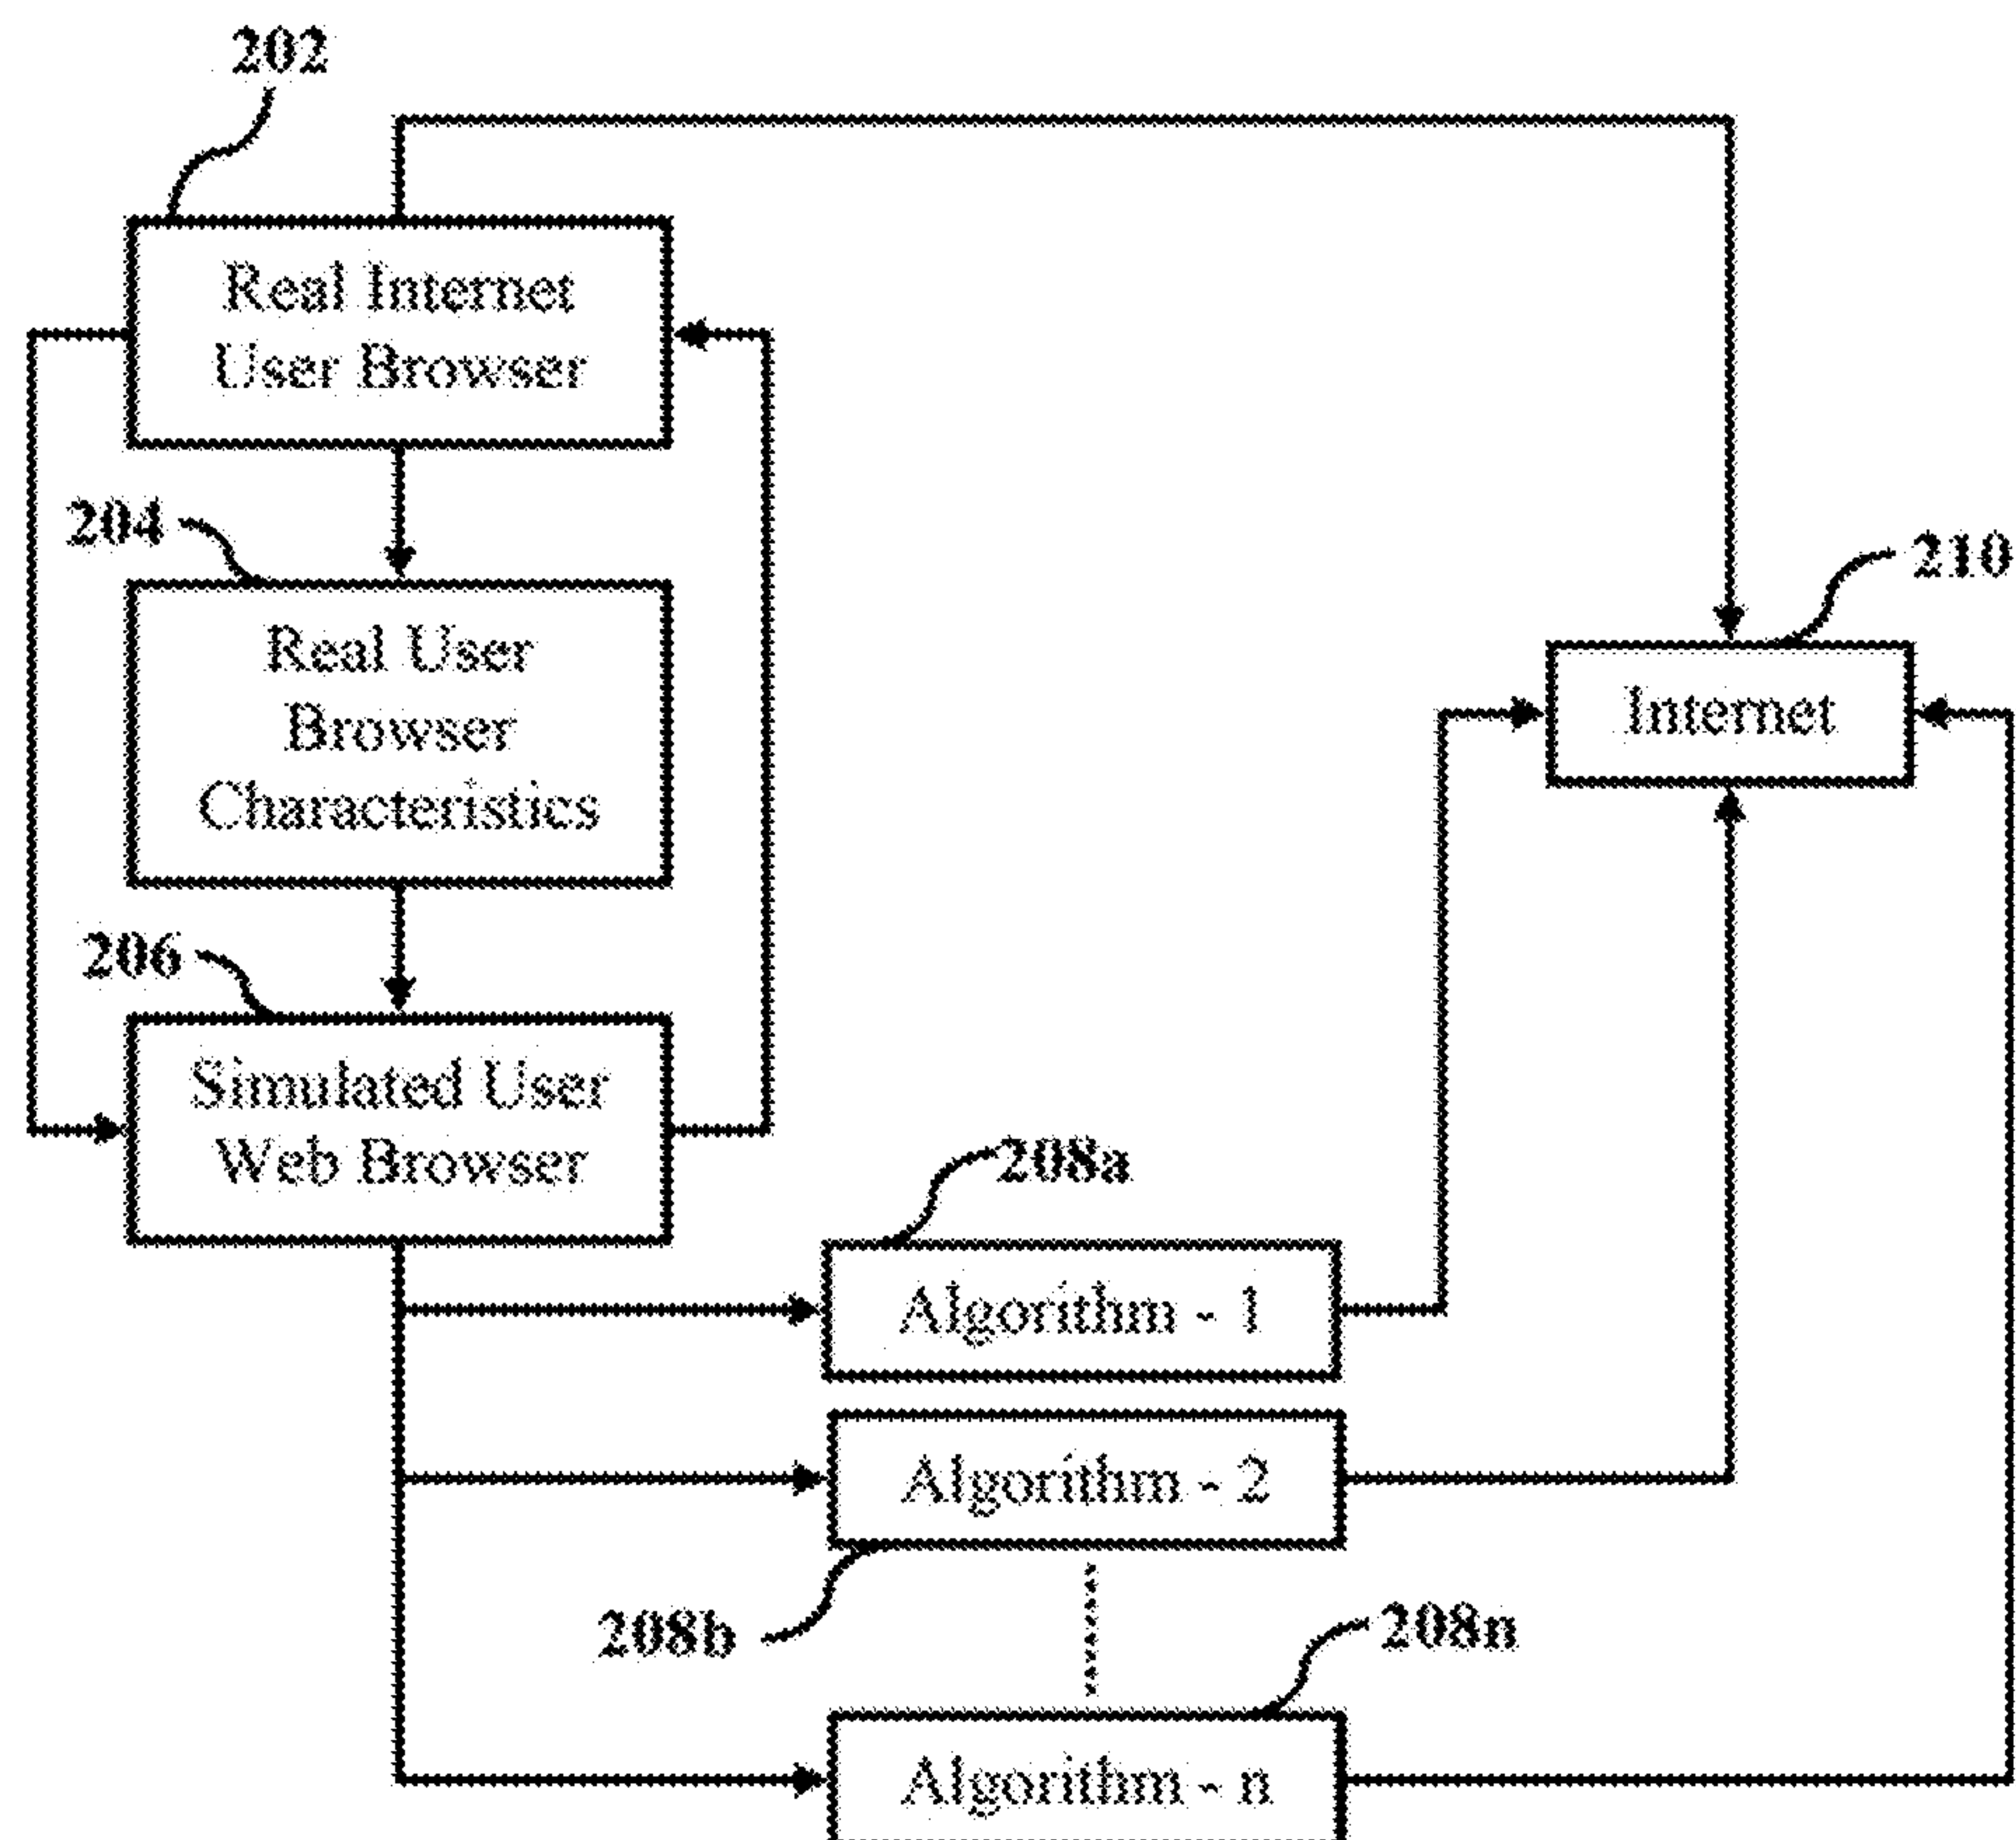 202
Real Internet
User Browser
204
Real User
Browser
Characteristics
210
Internet
206
Simulated User
Web Browser
208a
Algorithm - 1
Algorithm - 2
208b
208n
Algorithm - n